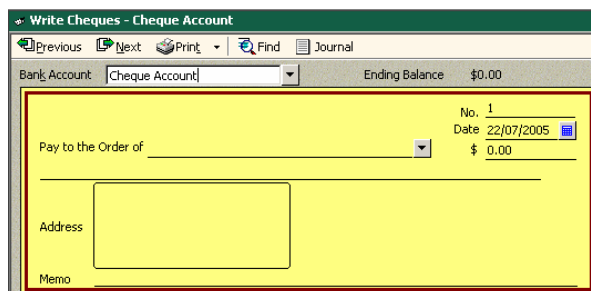 Write Cheques - Cheque Account
Previous Next Print Find Journal
Bank Account Cheque Account Ending Balance $0.00
No. 1
Date 22/07/2005
Pay to the Order of $ 0.00
Address
Memo